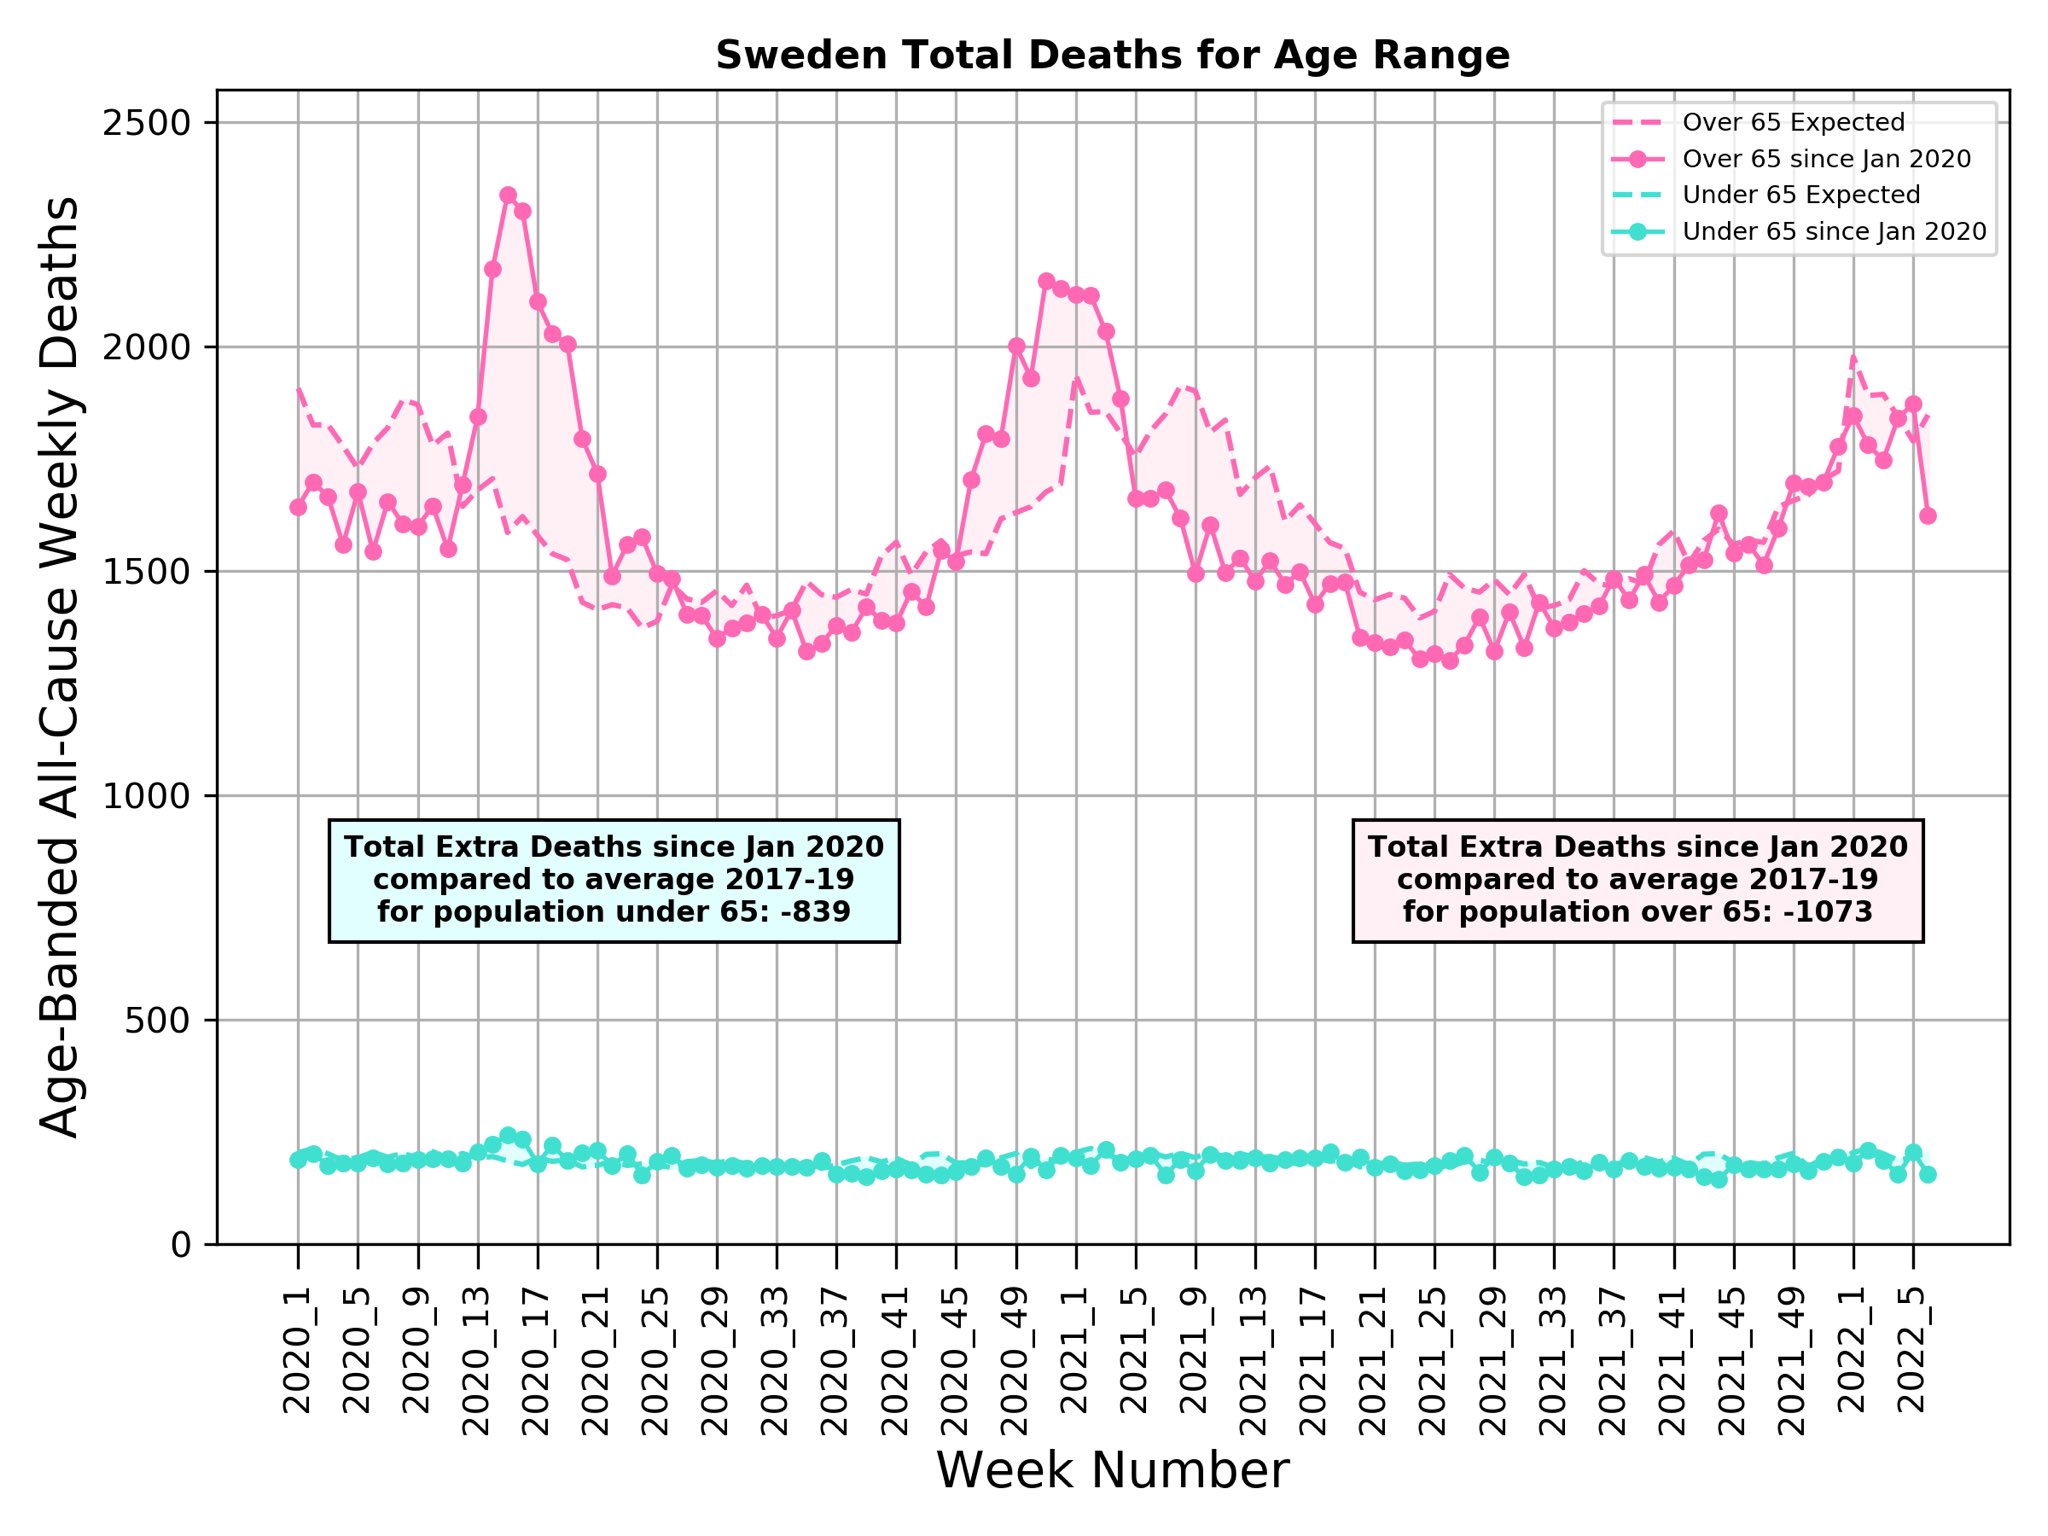 Sweden Total Deaths for Age Range
Age-Banded All-Cause Weekly Deaths
2500
2000
1500
1000
500
0
Over 65 Expected
Over 65 since Jan 2020
Under 65 Expected
Under 65 since Jan 2020
Total Extra Deaths since Jan 2020
compared to average 2017-19
for population under 65: -839
Total Extra Deaths since Jan 2020
compared to average 2017-19
for population over 65: -1073
2020_1
2020_5
2020_9
2020_13
2020_17
2020_21
2020_25
2020_29
2020_33
2020_37
2020_41
2020_45
2020_49
2021_1
2021_5
2021_9
2021_13
2021_17
2021_21
2021_25
2021_29
2021_33
2021_37
2021_41
2021_45
2021_49
2022_1
2022_5
Week Number